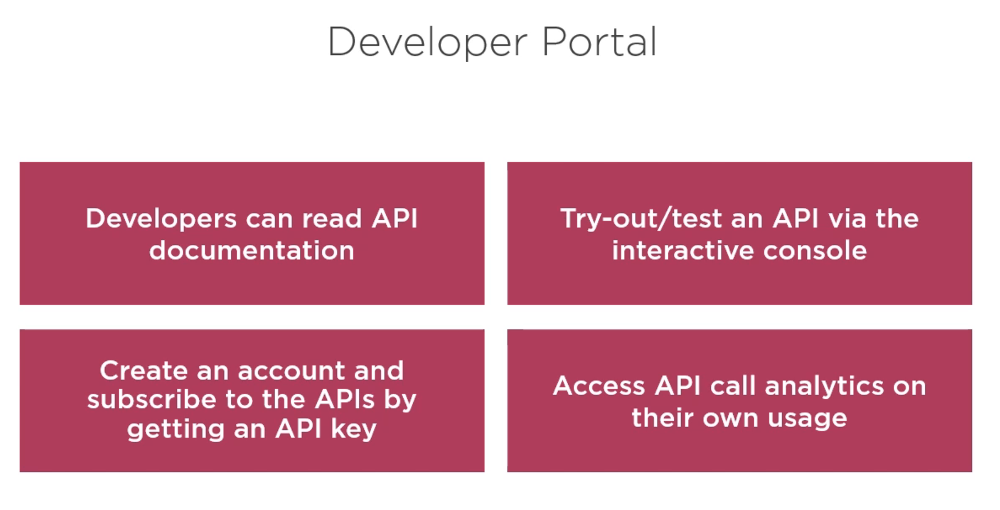 Developer Portal
Developers can read API
documentation
Try-out/test an API via the
interactive console
Create an account and
subscribe to the APIs by
getting an API key
Access API call analytics on
their own usage